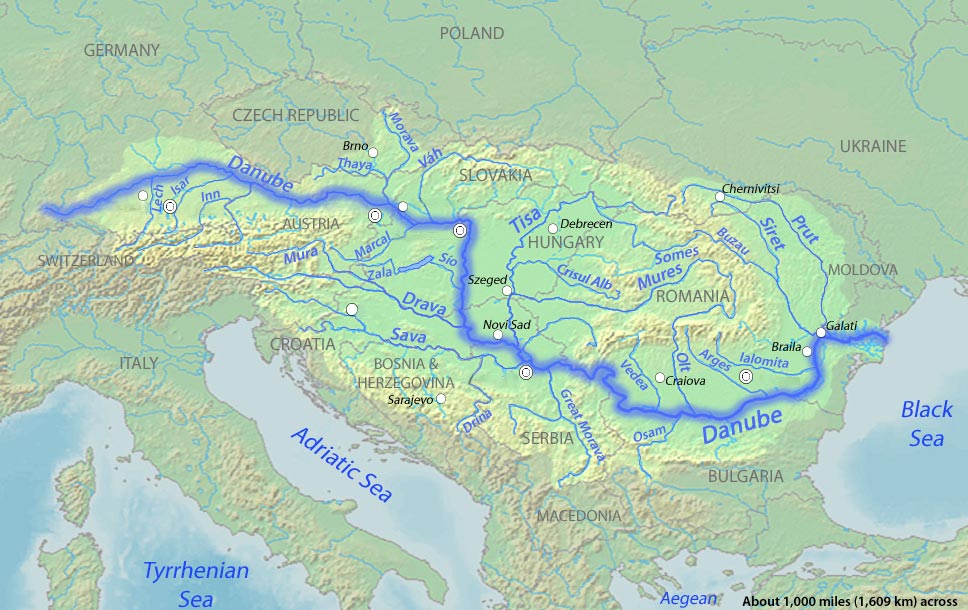 POLAND
GERMANY
CZECH REPUBLIC
Morava
Brno
UKRAINE
Thaya
Váh
Danube
SLOVAKIA
Lech
Isar
Inn
Chernivitsi
AUSTRIA
Tisa
Debrecen
HUNGARY
Siret
Prut
Buzau
Marcal
Mura
Sio
Zala
SWITZERLAND
Somes
Mures
Crisul Alb
Szeged
MOLDOVA
ROMANIA
Drava
Novi Sad
Galati
Sava
CROATIA
Braila
ITALY
BOSNIA &
HERZEGOVINA
Vedea
Olt
Arges
Ialomita
Craiova
Sarajevo
Drina
Great Morava
Danube
Black
Sea
SERBIA
Osam
Adriatic Sea
BULGARIA
MACEDONIA
Tyrrhenian
Sea
Aegean
About 1,000 miles (1,609 km) across